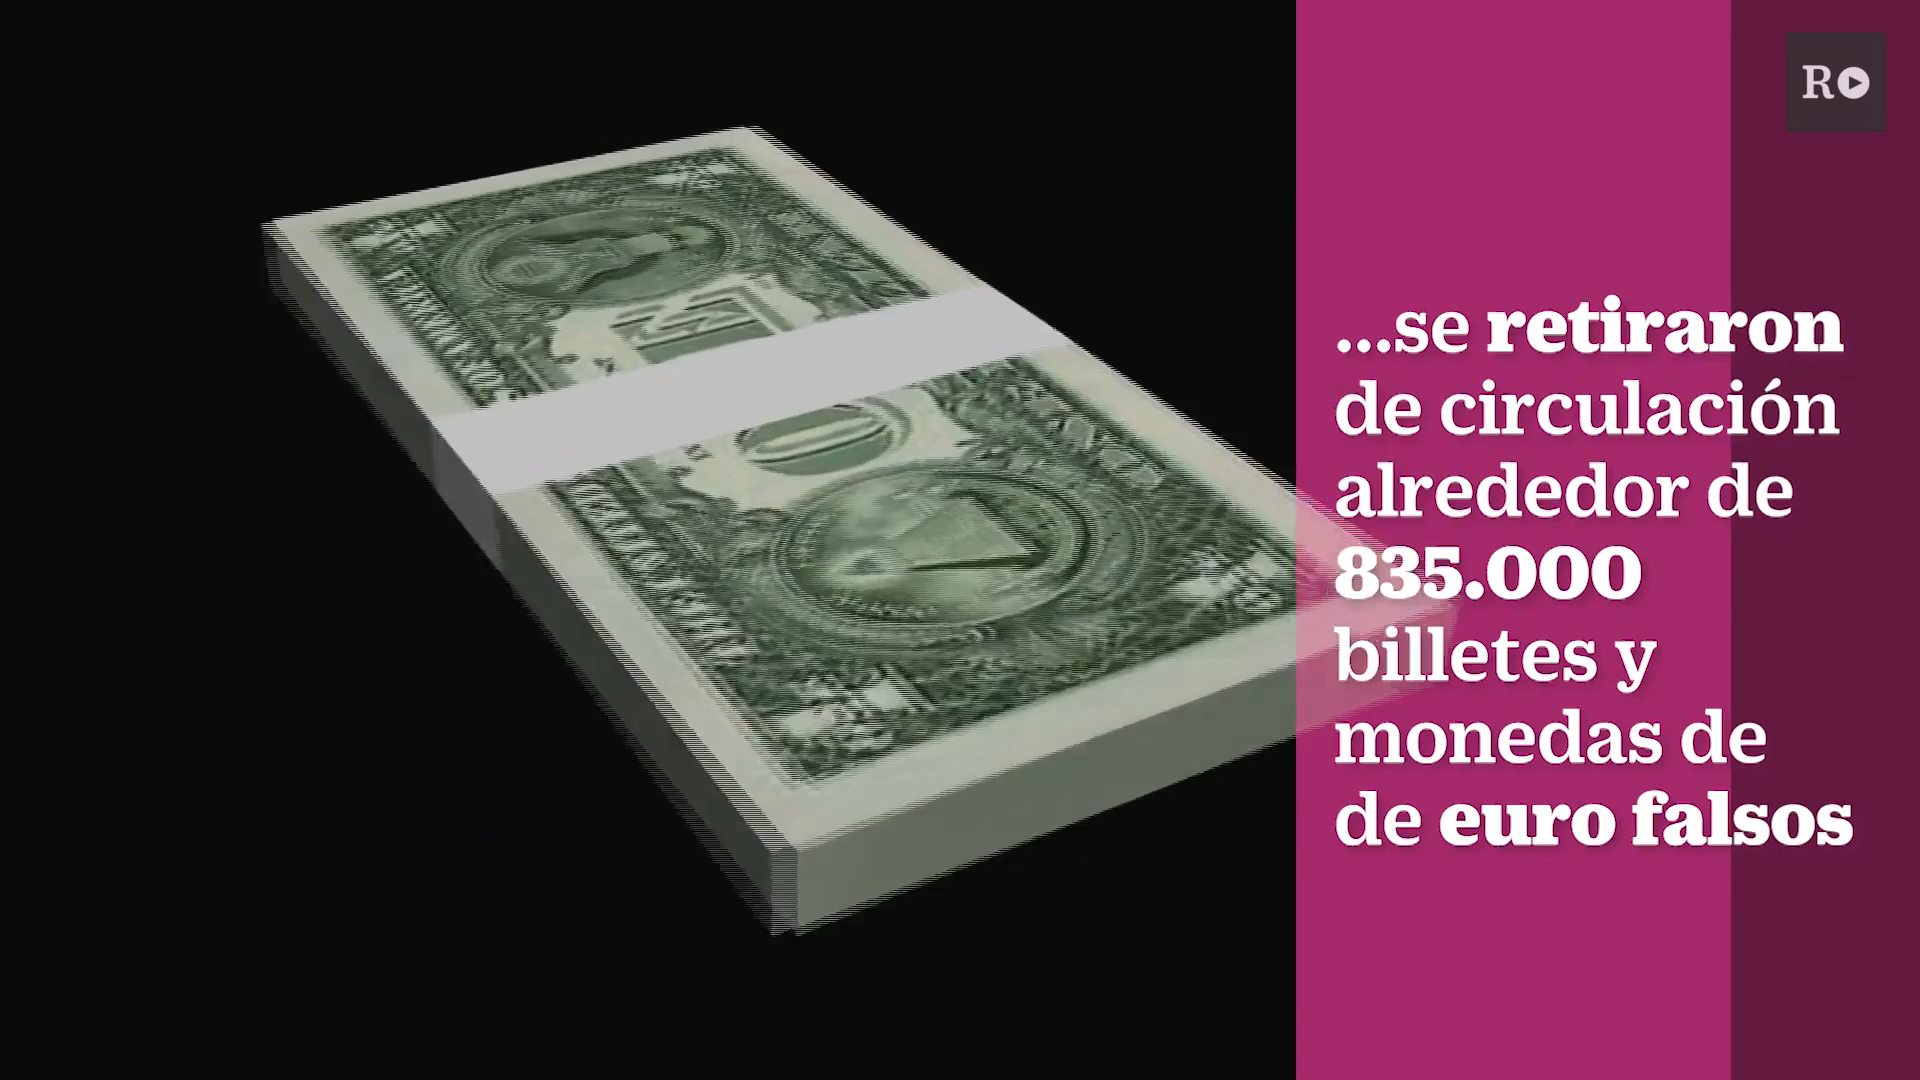 R
...se retiraron
de circulación
alrededor de
835.000
billetes y
monedas de
de euro falsos